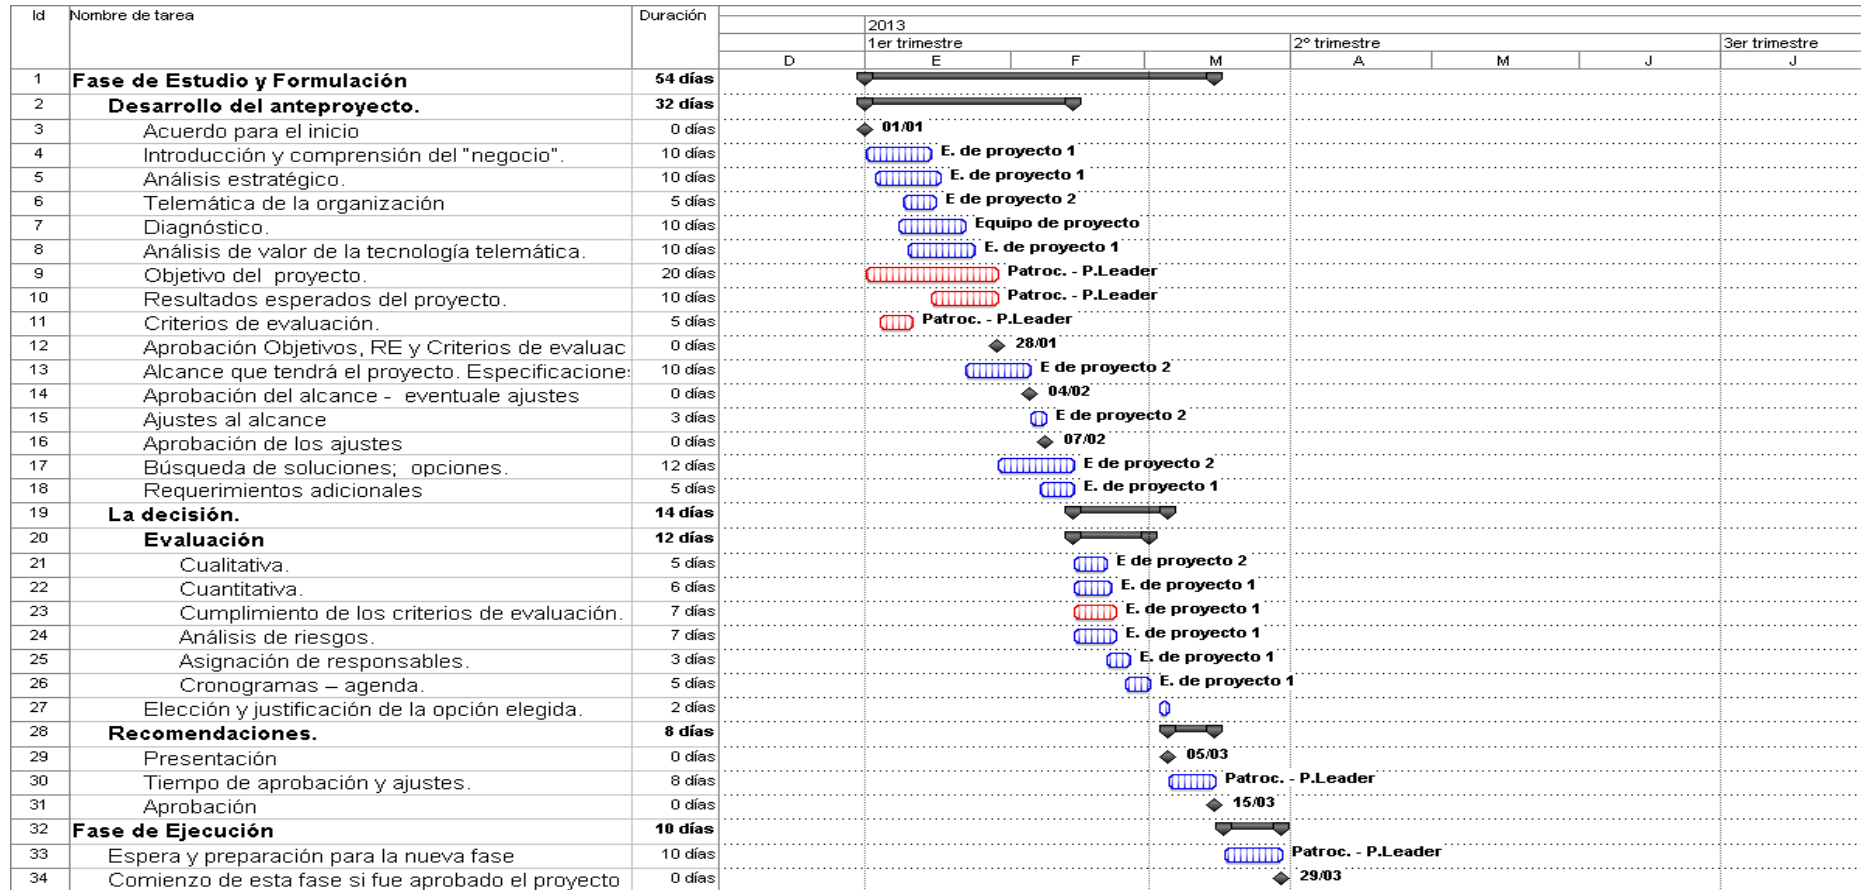 Id Nombre de tarea Duración
2013
1er trimestre 2º trimestre 3er trimestre
D E F M A M J J
1 Fase de Estudio y Formulación 54 días
2 Desarrollo del anteproyecto. 32 días
3 Acuerdo para el inicio 0 días 01/01
4 Introducción y comprensión del "negocio". 10 días E. de proyecto 1
5 Análisis estratégico. 10 días E. de proyecto 1
6 Telemática de la organización 5 días E de proyecto 2
7 Diagnóstico. 10 días Equipo de proyecto
8 Análisis de valor de la tecnología telemática. 10 días E. de proyecto 1
9 Objetivo del proyecto. 20 días Patroc. - P.Leader
10 Resultados esperados del proyecto. 10 días Patroc. - P.Leader
11 Criterios de evaluación. 5 días Patroc. - P.Leader
12 Aprobación Objetivos, RE y Criterios de evaluac 0 días 28/01
13 Alcance que tendrá el proyecto. Especificacione 10 días E de proyecto 2
14 Aprobación del alcance - eventuale ajustes 0 días 04/02
15 Ajustes al alcance 3 días E de proyecto 2
16 Aprobación de los ajustes 0 días 07/02
17 Búsqueda de soluciones; opciones. 12 días E de proyecto 2
18 Requerimientos adicionales 5 días E. de proyecto 1
19 La decisión. 14 días
20 Evaluación 12 días
21 Cualitativa. 5 días E de proyecto 2
22 Cuantitativa. 6 días E. de proyecto 1
23 Cumplimiento de los criterios de evaluación. 7 días E. de proyecto 1
24 Análisis de riesgos. 7 días E. de proyecto 1
25 Asignación de responsables. 3 días E. de proyecto 1
26 Cronogramas – agenda. 5 días E. de proyecto 1
27 Elección y justificación de la opción elegida. 2 días
28 Recomendaciones. 8 días
29 Presentación 0 días 05/03
30 Tiempo de aprobación y ajustes. 8 días Patroc. - P.Leader
31 Aprobación 0 días 15/03
32 Fase de Ejecución 10 días
33 Espera y preparación para la nueva fase 10 días Patroc. - P.Leader
34 Comienzo de esta fase si fue aprobado el proyecto 0 días 29/03